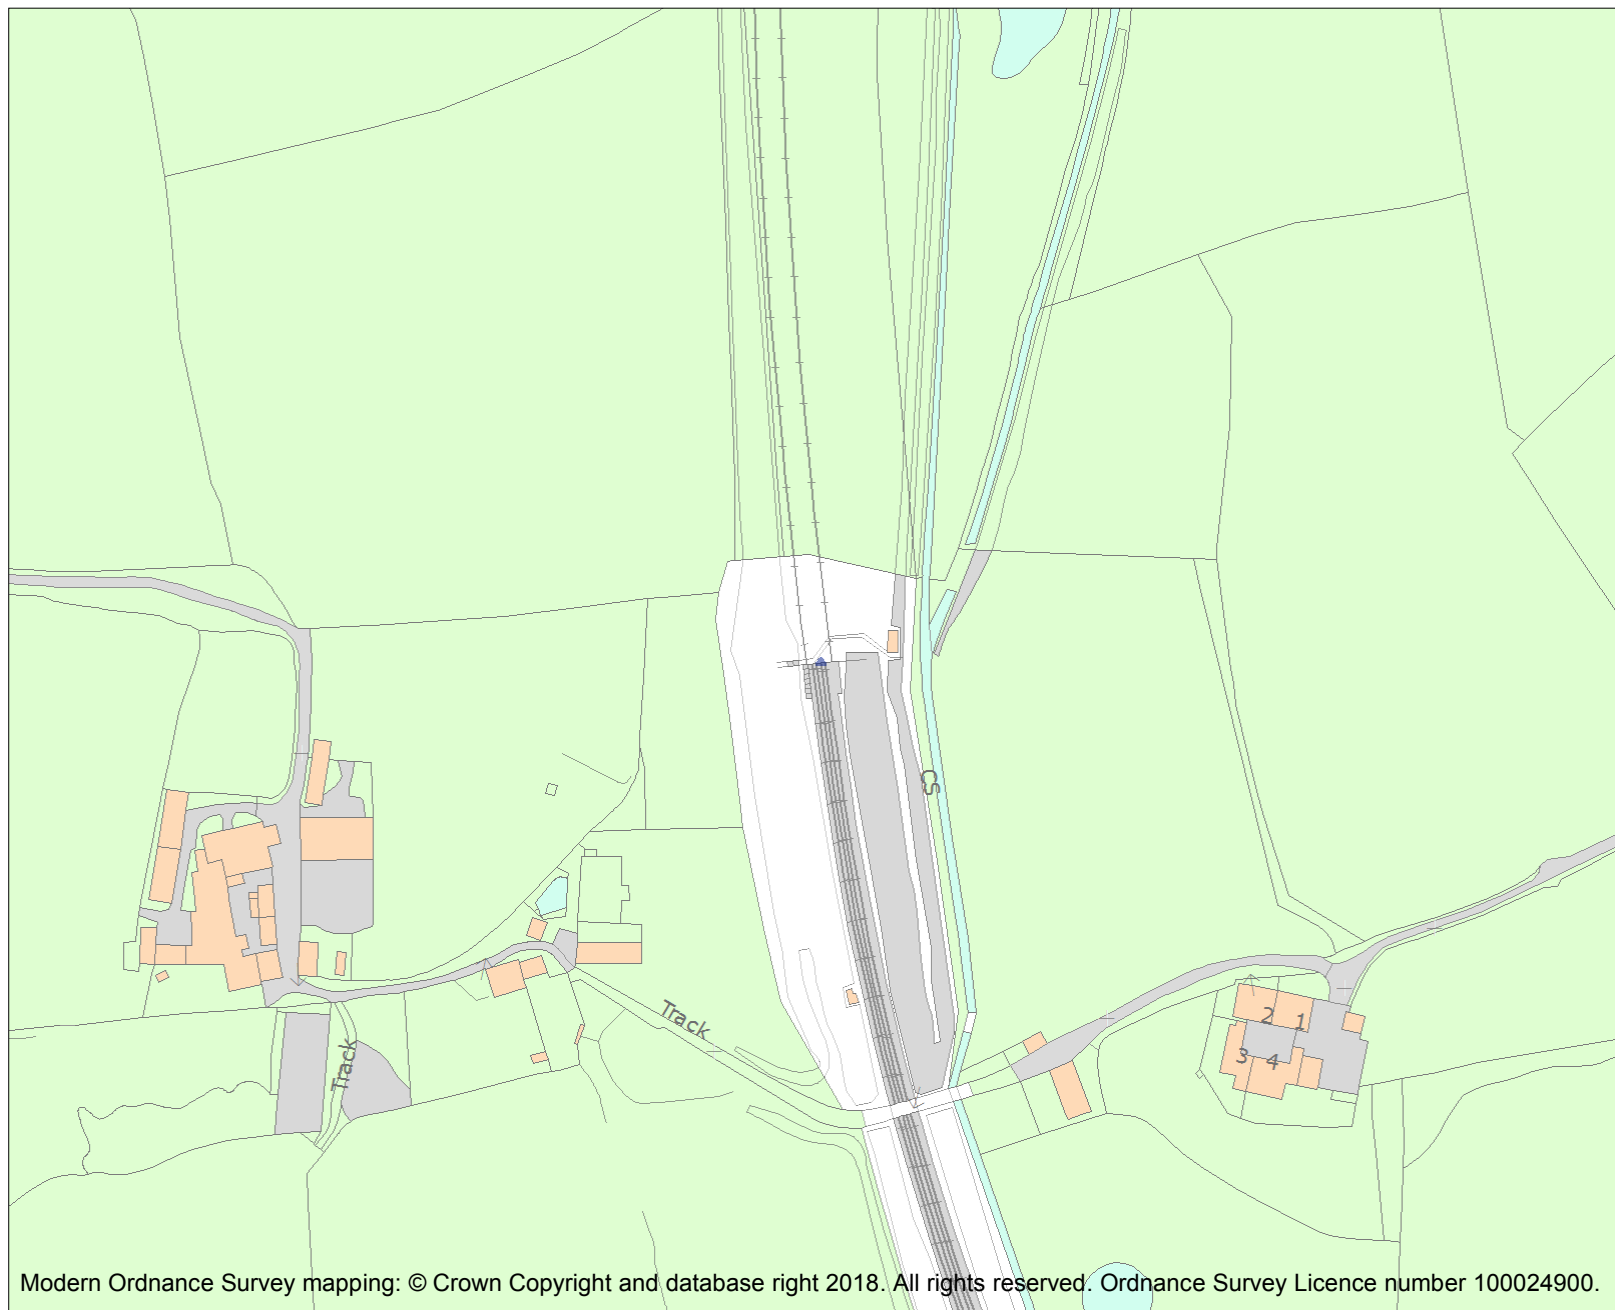 CS
Track
2 1
3 4
Track
Modern Ordnance Survey mapping: © Crown Copyright and database right 2018. All rights reserved. Ordnance Survey Licence number 100024900.